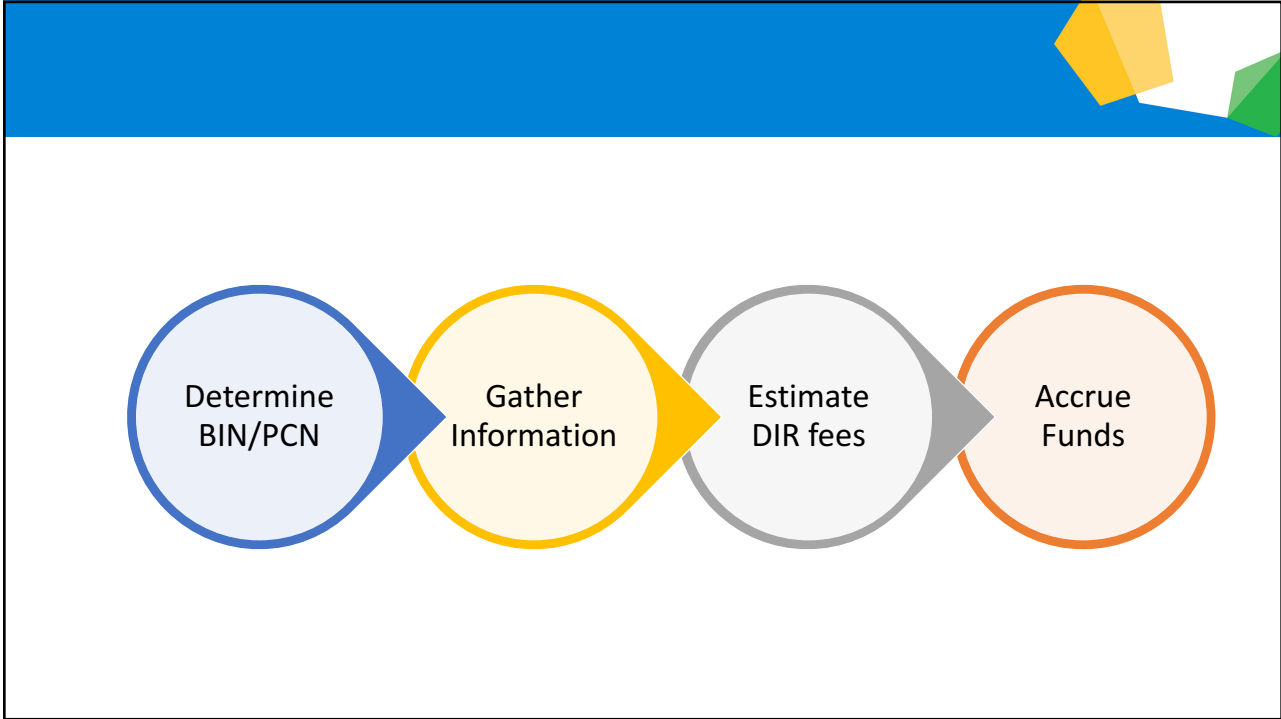 Determine
BIN/PCN
Gather
Information
Estimate
DIR fees
Accrue
Funds